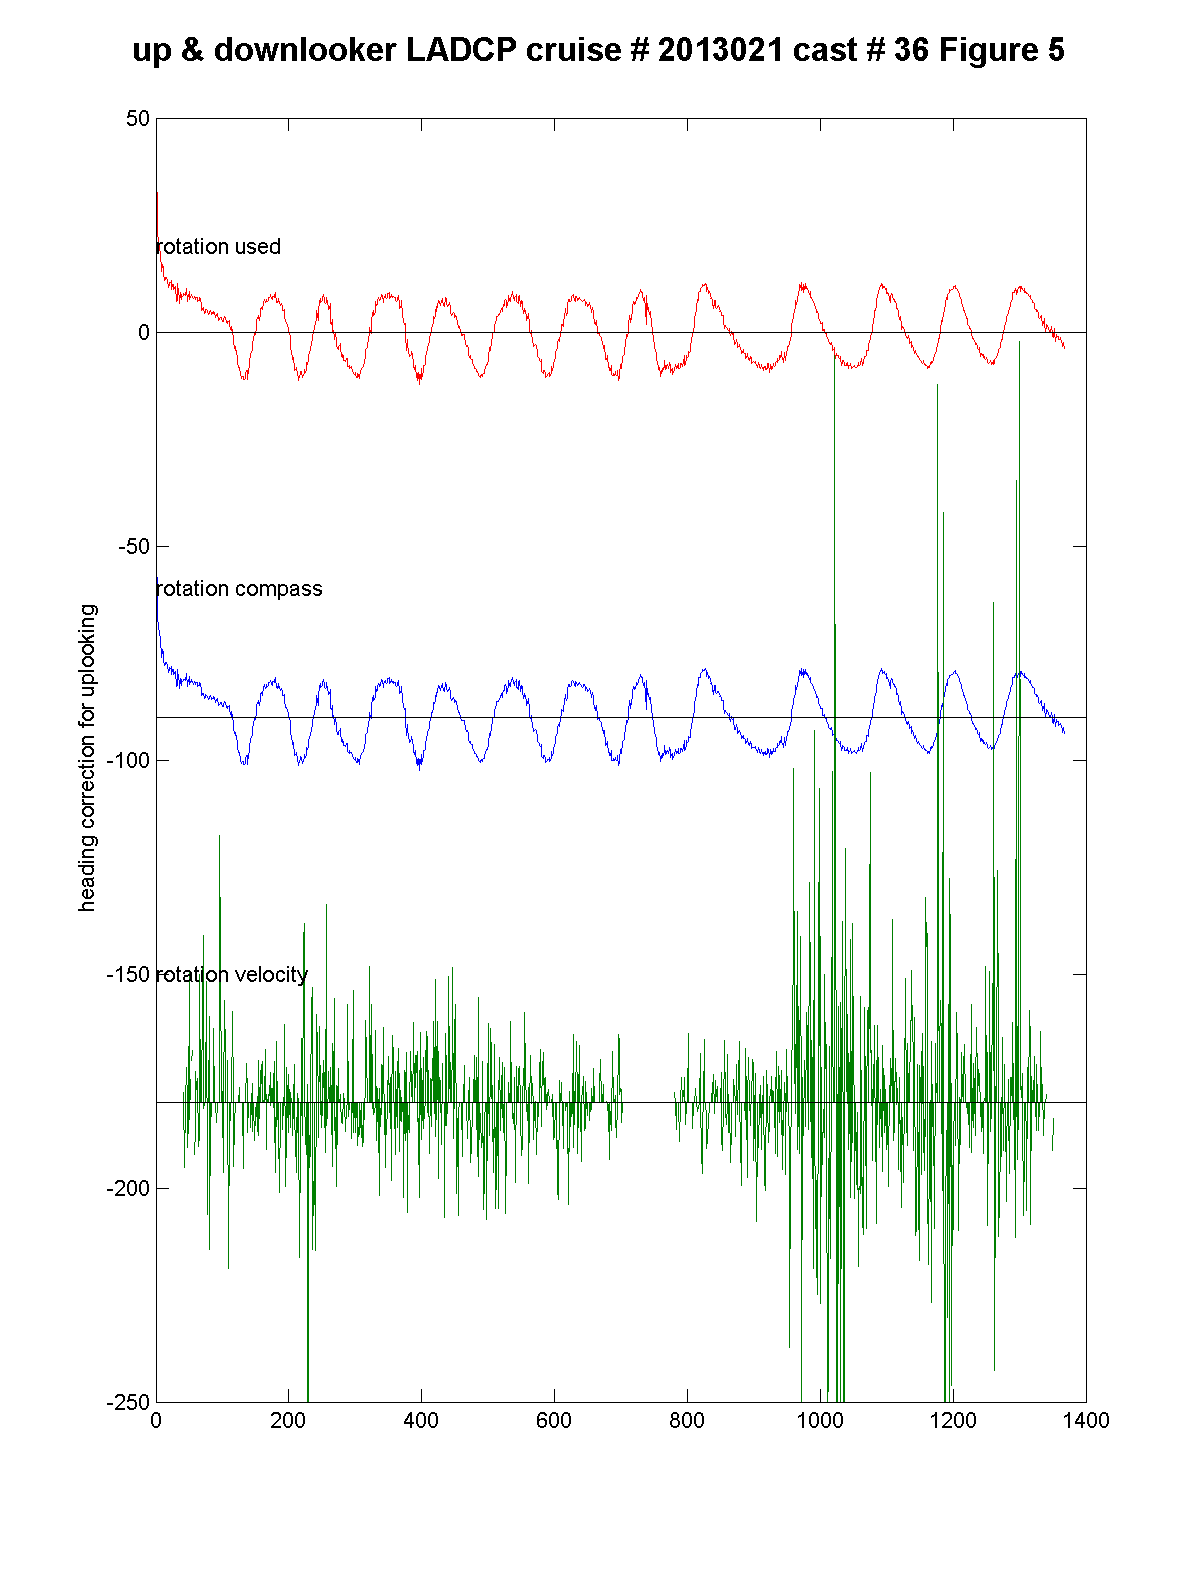 up & downlooker LADCP cruise # 2013021 cast # 36 Figure 5
50
rotation used
0
-50
rotation compass
heading correction for uplooking
-100
-150
rotation velocity
-200
-250
0 200 400 600 800 1000 1200 1400